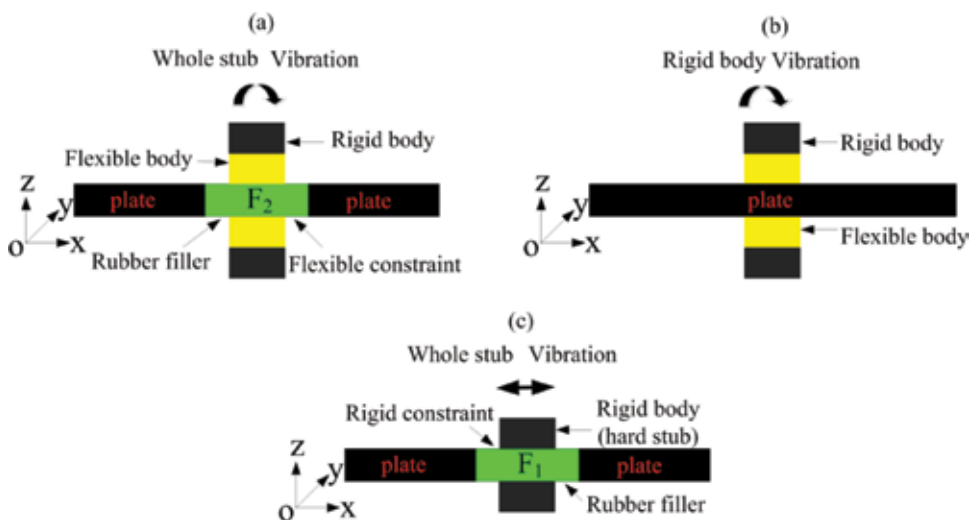 (a)
Whole stub Vibration
Rigid body
Flexible body
z
y
o
x
plate
F2
plate
Rubber filler
Flexible constraint
(b)
Rigid body Vibration
Rigid body
z
y
o
x
plate
Flexible body
(c)
Whole stub Vibration
Rigid constraint
Rigid body
(hard stub)
z
y
o
x
plate
F1
plate
Rubber filler